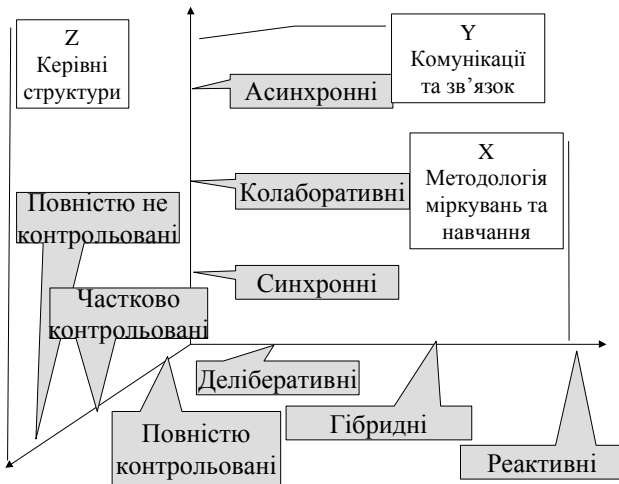 Z
Керівні
структури
Y
Комунікації
та зв’язок
Асинхронні
X
Методологія
міркувань та
навчання
Колаборативні
Повністю не
контрольовані
Синхронні
Частково
контрольовані
Деліберативні
Повністю
контрольовані
Гібридні
Реактивні